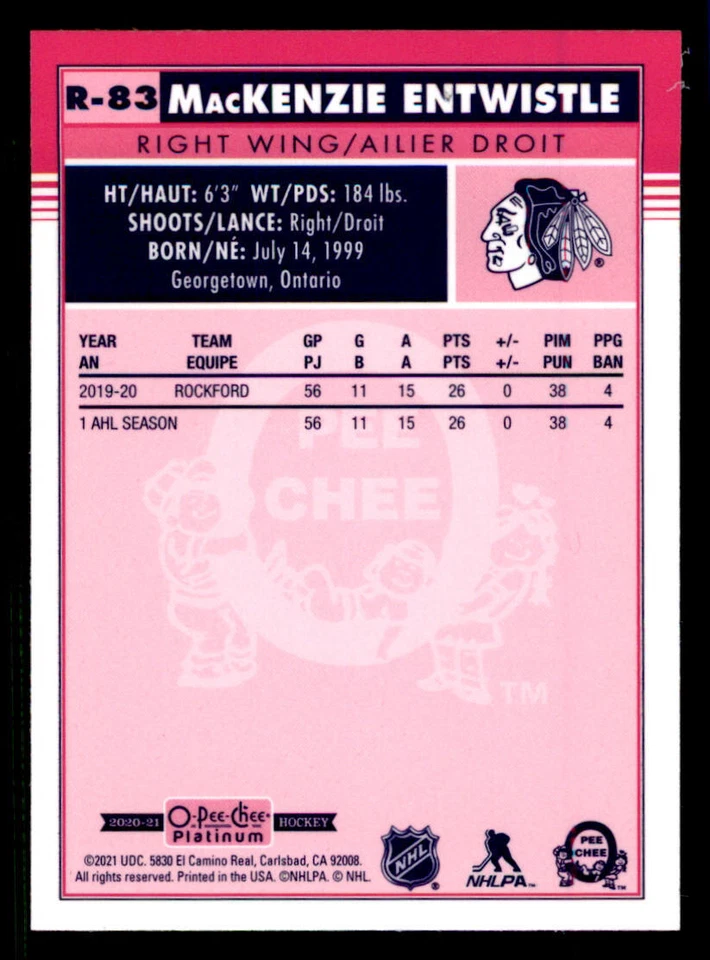 R-83 MacKENZIE ENTWISTLE
RIGHT WING/AILIER DROIT
HT/HAUT: 6'3" WT/PDS: 184 lbs.
SHOOTS/LANCE: Right/Droit
BORN/NÉ: July 14, 1999
Georgetown, Ontario
®
YEAR TEAM GP G A PTS +/- PIM PPG
AN EQUIPE PJ B A PTS +/- PUN BAN
2019-20 ROCKFORD 56 11 15 26 0 38 4
1 AHL SEASON 56 11 15 26 0 38 4
PEE
CHEE
TM
2020-21 O-Pee-Chee Platinum HOCKEY
©2021 UDC. 5830 El Camino Real, Carlsbad, CA 92008.
All rights reserved. Printed in the USA. ©NHLPA. © NHL.
NHL ®
NHLPA™
PEE
CHEE
TM